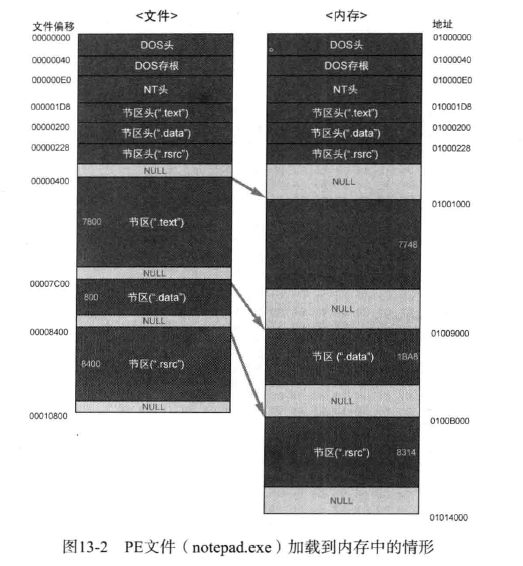 <文件>
<内存>
文件偏移
地址
00000000
DOS头
DOS头
01000000
00000040
DOS存根
DOS存根
01000040
000000E0
NT头
NT头
010000E0
000001D8
节区头(".text")
节区头(".text")
010001D8
00000200
节区头(".data")
节区头(".data")
01000200
00000228
节区头(".rsrc")
节区头(".rsrc")
01000228
NULL
NULL
00000400
01001000
7800
节区(".text")
7748
NULL
NULL
00007C00
800
节区(".data")
NULL
00008400
01009000
节区 (".data")
1BA8
8400
节区(".rsrc")
NULL
NULL
00010800
0100B000
节区(".rsrc")
8314
NULL
01014000
图13-2 PE文件（notepad.exe）加载到内存中的情形